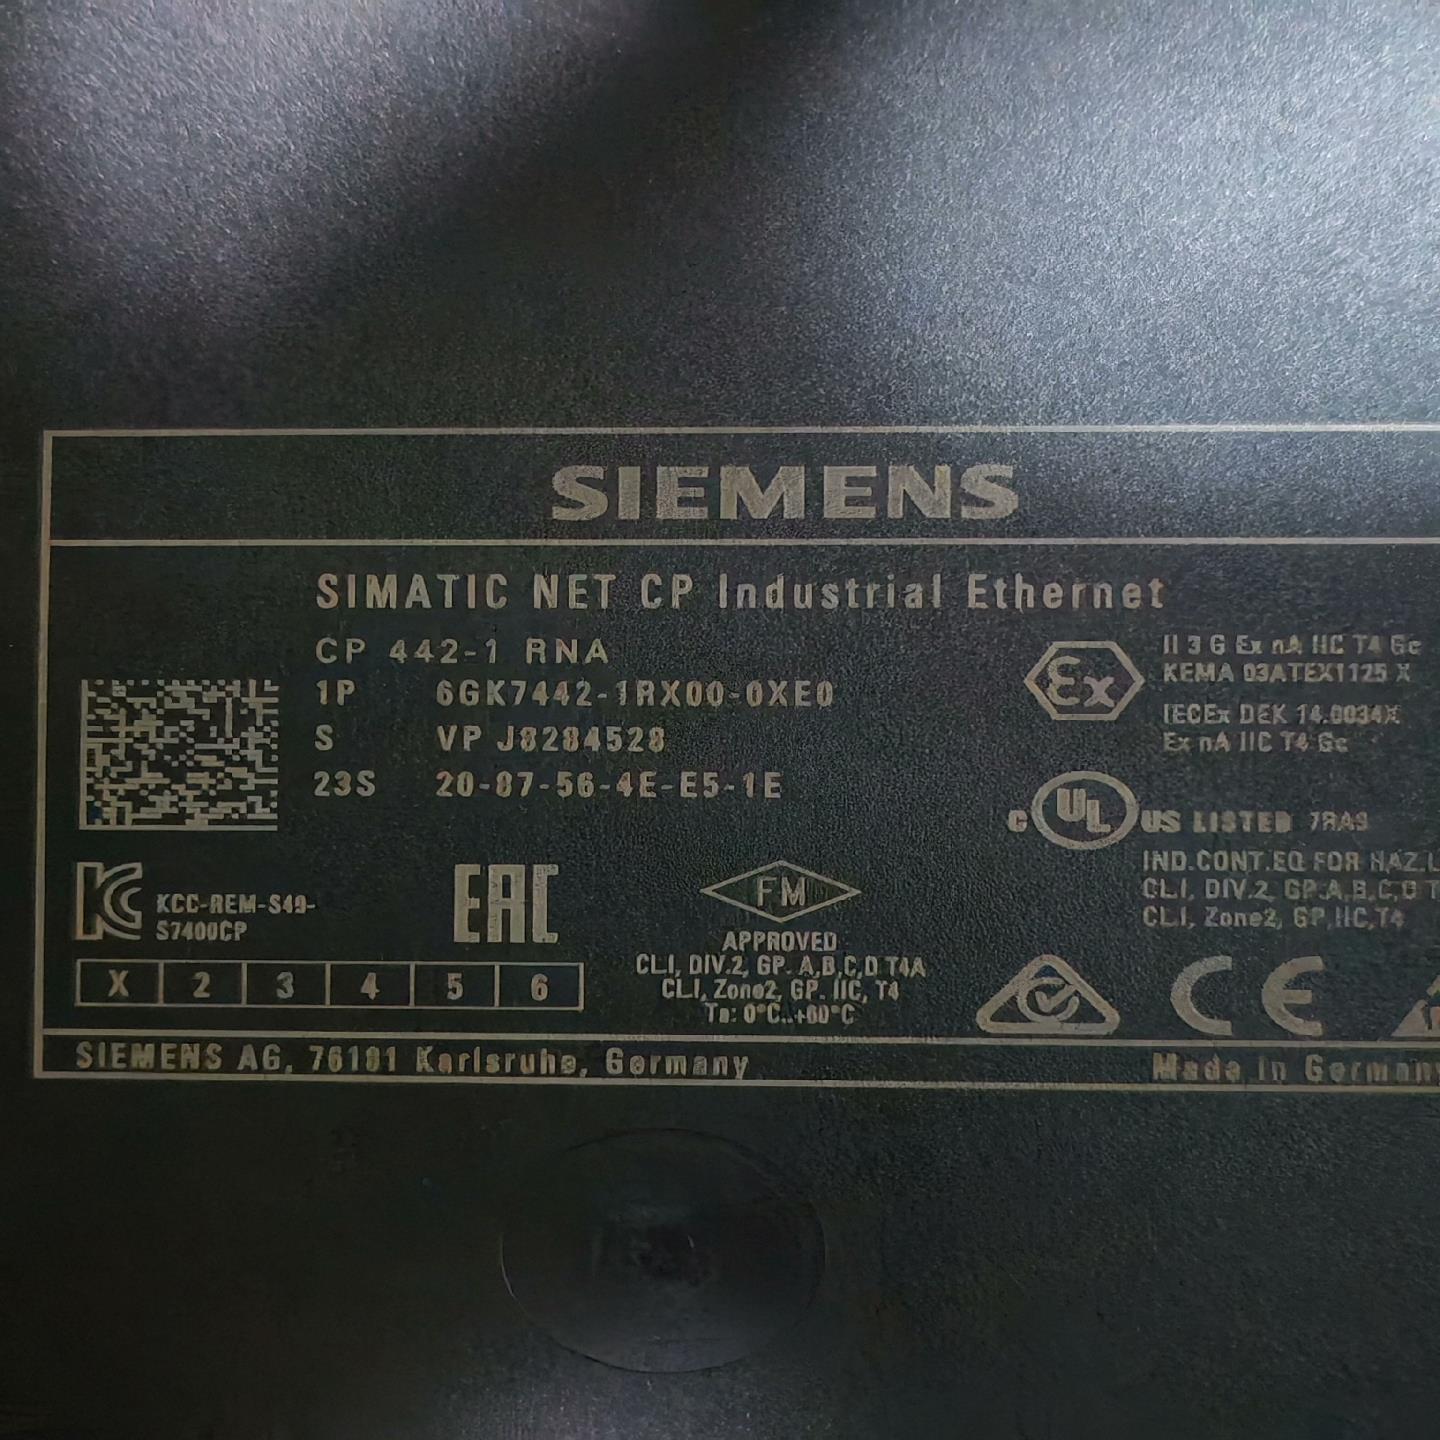 SIEMENS
SIMATIC NET CP Industrial Ethernet
CP 442-1 RNA
1P 6GK7442-1RX00-0XE0
S VP J8284528
23S 20-87-56-4E-E5-1E
Ex
II 3 G Ex nA IIC T4 Gc
KEMA 03ATEX1125 X
IECEx DEK 14.0034X
Ex nA IIC T4 Gc
C UL US LISTED 7RA9
IND.CONT.EQ FOR HAZ.L
CL.I, DIV.2, GP.A,B,C,D T
CL.I, Zone2, GP.IIC,T4
KC KCC-REM-S49-
S7400CP
EAC
FM
APPROVED
CL.I, DIV.2, GP. A,B,C,D T4A
CL.I, Zone2, GP. IIC, T4
Ta: 0°C..+60°C
X 2 3 4 5 6
CE
SIEMENS AG, 76181 Karlsruhe, Germany
Made in Germany